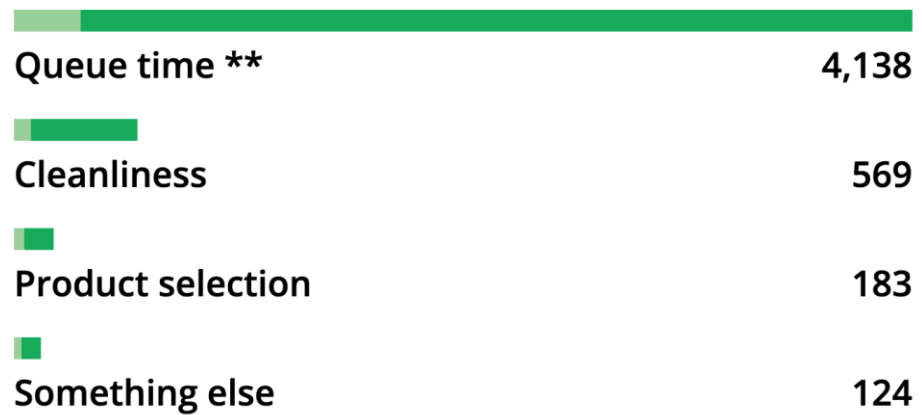 Queue time ** 4,138
Cleanliness 569
Product selection 183
Something else 124